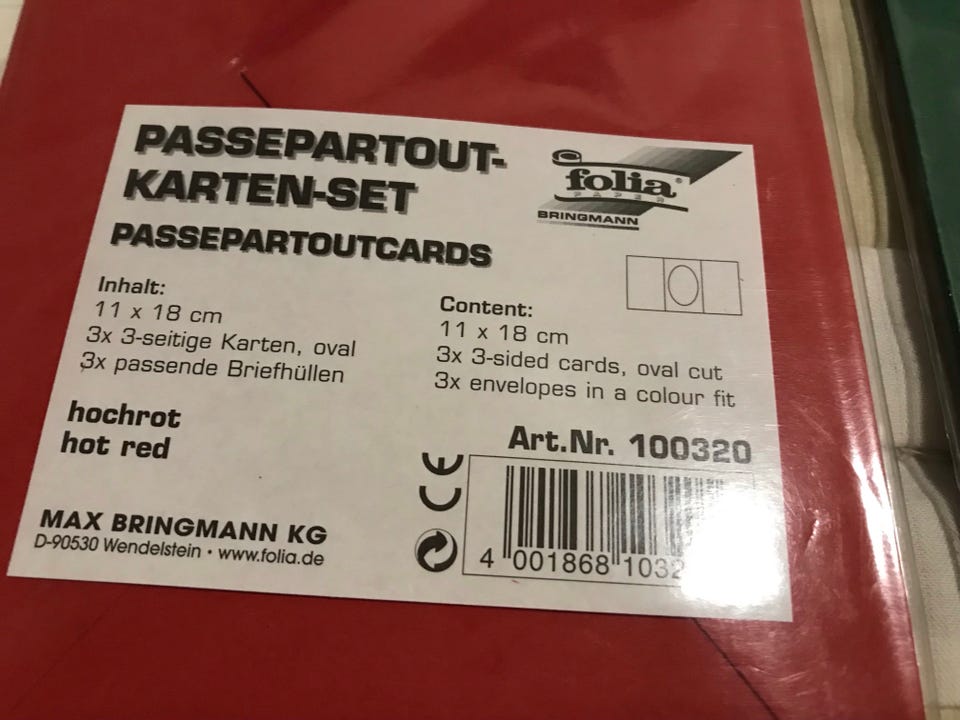 PASSEPARTOUT-
KARTEN-SET
PASSEPARTOUTCARDS
folia®
PAPER
BRINGMANN
Inhalt:
11 x 18 cm
3x 3-seitige Karten, oval
3x passende Briefhüllen
Content:
11 x 18 cm
3x 3-sided cards, oval cut
3x envelopes in a colour fit
hochrot
hot red
Art.Nr. 100320
CE
MAX BRINGMANN KG
D-90530 Wendelstein · www.folia.de
4 001868 1032